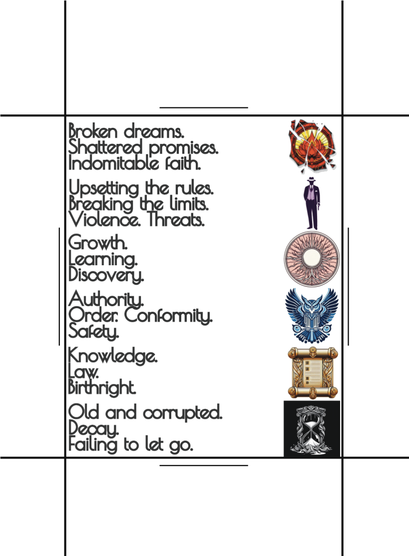 Broken dreams.
Shattered promises.
Indomitable faith.
Upsetting the rules.
Breaking the limits.
Violence. Threats.
Growth.
Learning.
Discovery.
Authority.
Order. Conformity.
Safety.
Knowledge.
Law.
Birthright.
Old and corrupted.
Decay.
Failing to let go.